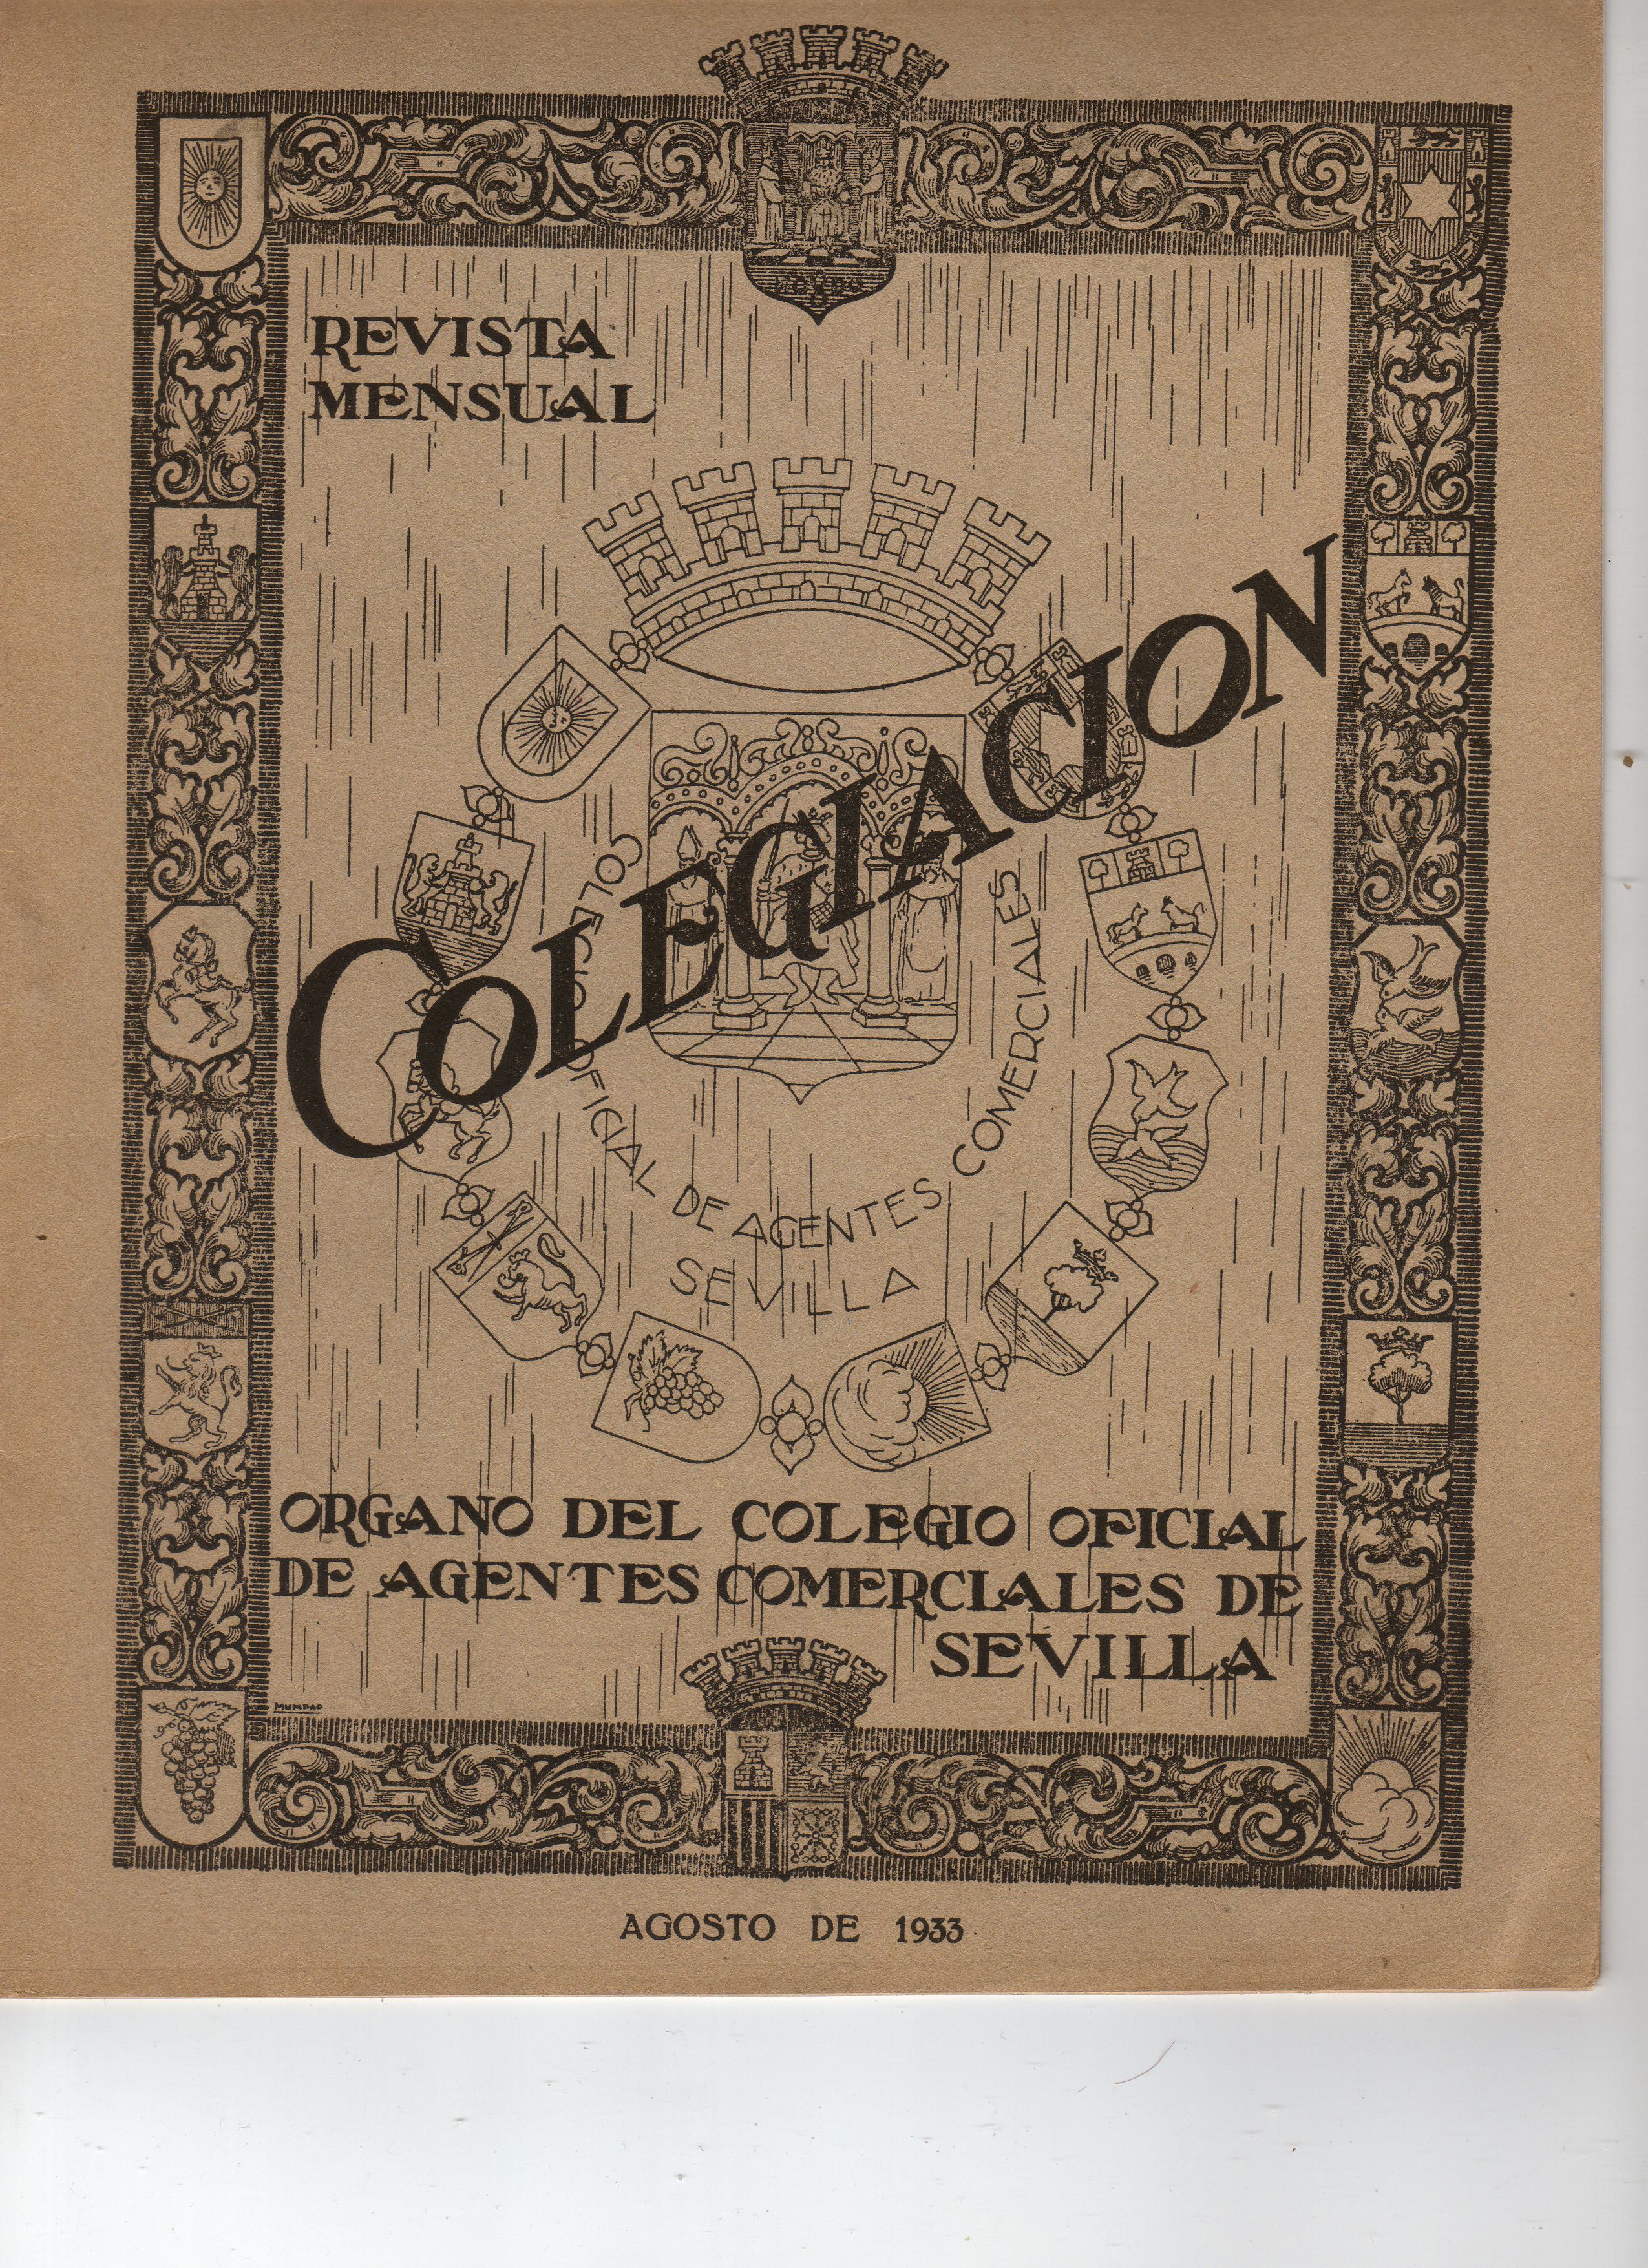 REVISTA
MENSUAL
COLEGIACION
COLEGIO OFICIAL DE AGENTES COMERCIALES
SEVILLA
ORGANO DEL COLEGIO OFICIAL
DE AGENTES COMERCIALES DE
SEVILLA
AGOSTO DE 1933